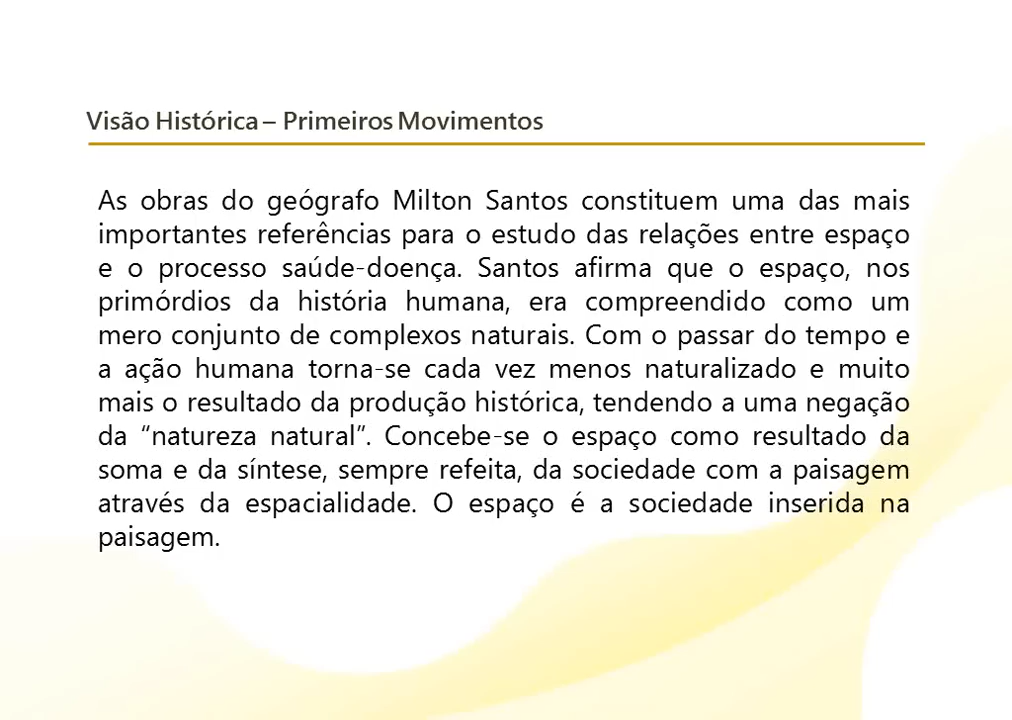 Visão Histórica – Primeiros Movimentos
As obras do geógrafo Milton Santos constituem uma das mais
importantes referências para o estudo das relações entre espaço
e o processo saúde-doença. Santos afirma que o espaço, nos
primórdios da história humana, era compreendido como um
mero conjunto de complexos naturais. Com o passar do tempo e
a ação humana torna-se cada vez menos naturalizado e muito
mais o resultado da produção histórica, tendendo a uma negação
da “natureza natural”. Concebe-se o espaço como resultado da
soma e da síntese, sempre refeita, da sociedade com a paisagem
através da espacialidade. O espaço é a sociedade inserida na
paisagem.